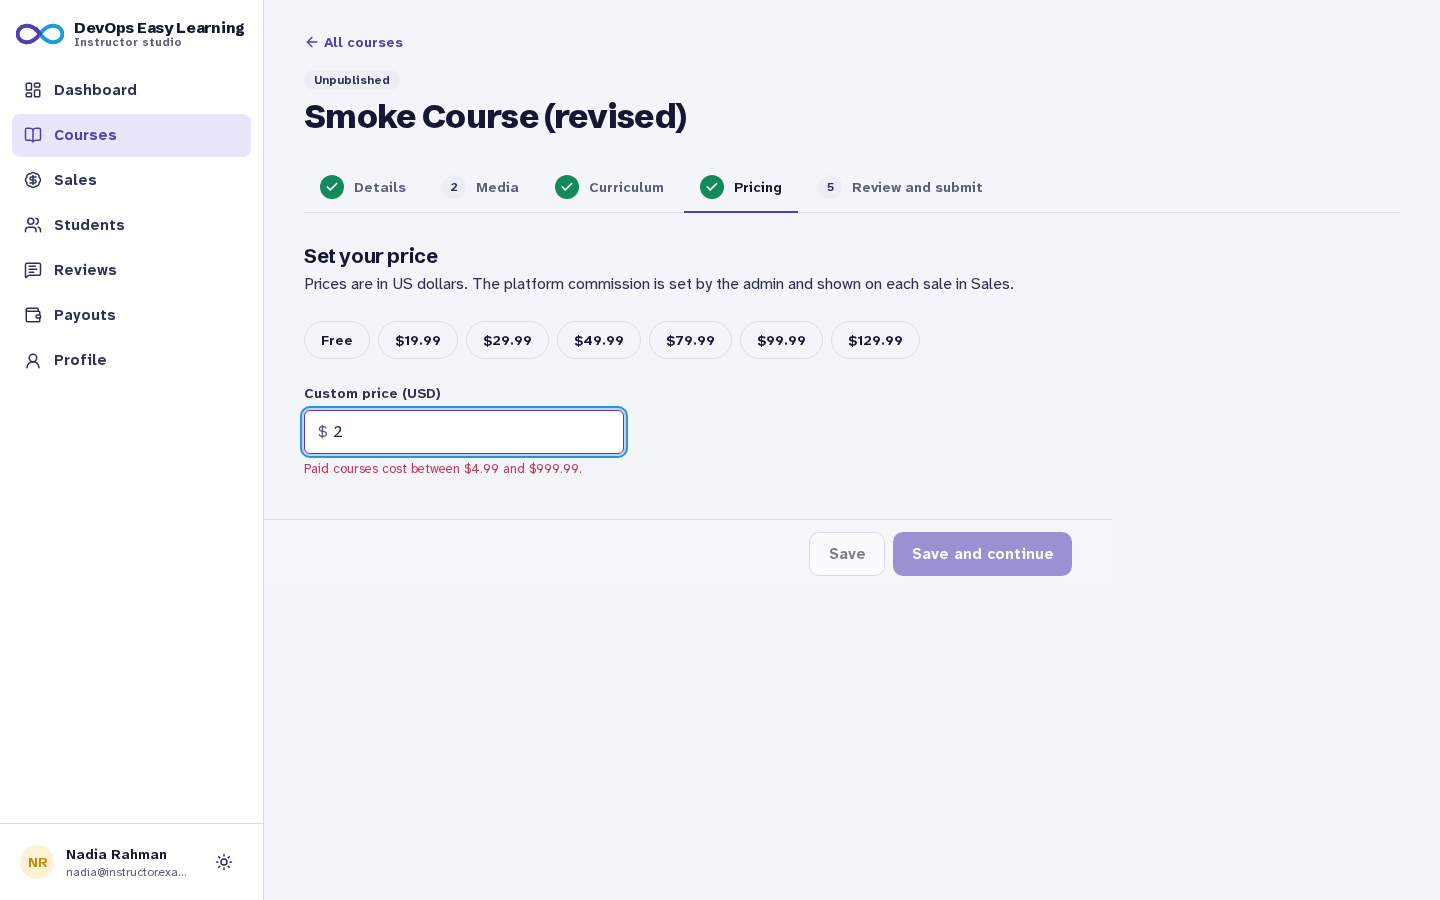 DevOps Easy Learning
Instructor studio
Dashboard
Courses
Sales
Students
Reviews
Payouts
Profile
NR
Nadia Rahman
nadia@instructor.exa...
All courses
Unpublished
Smoke Course (revised)
Details
2 Media
Curriculum
Pricing
5 Review and submit
Set your price
Prices are in US dollars. The platform commission is set by the admin and shown on each sale in Sales.
Free
$19.99
$29.99
$49.99
$79.99
$99.99
$129.99
Custom price (USD)
$ 2
Paid courses cost between $4.99 and $999.99.
Save
Save and continue